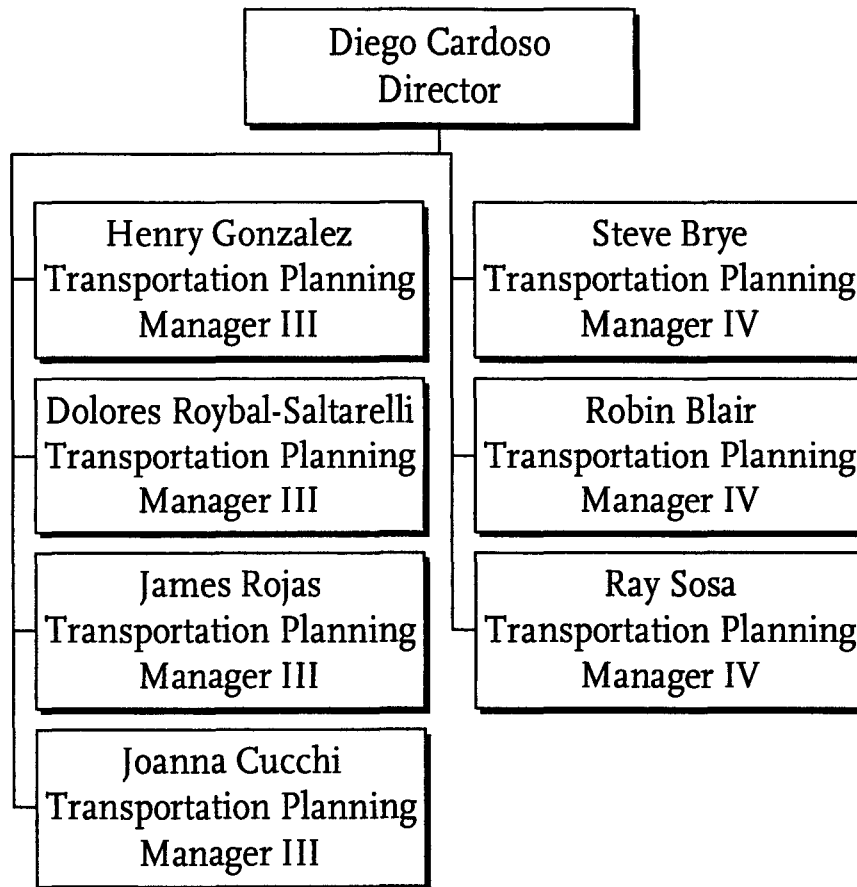 Diego Cardoso
Director
Henry Gonzalez
Transportation Planning
Manager III
Dolores Roybal-Saltarelli
Transportation Planning
Manager III
James Rojas
Transportation Planning
Manager III
Joanna Cucchi
Transportation Planning
Manager III
Steve Brye
Transportation Planning
Manager IV
Robin Blair
Transportation Planning
Manager IV
Ray Sosa
Transportation Planning
Manager IV